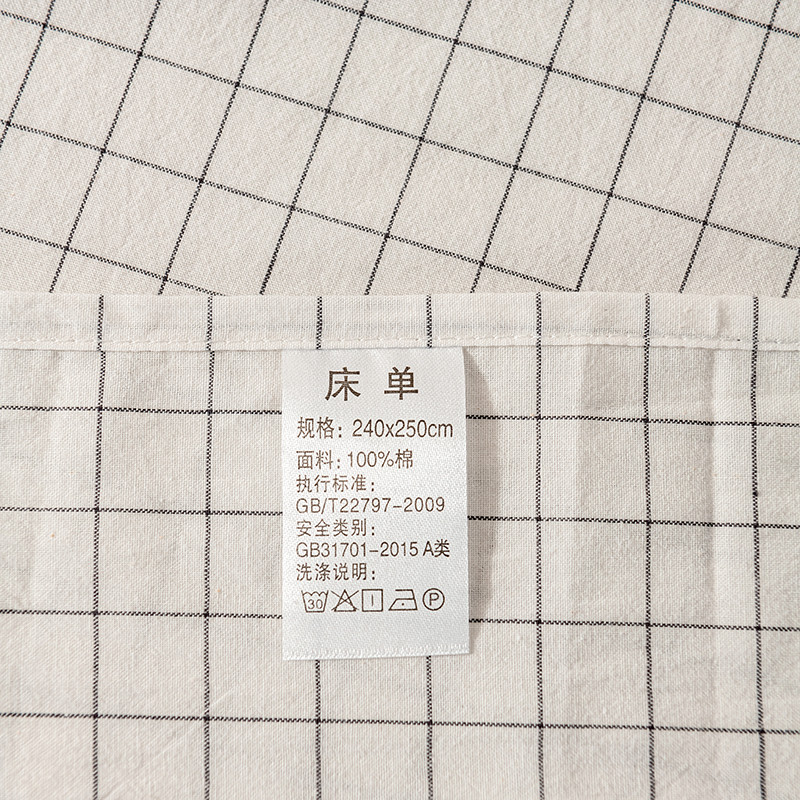 床单
规格: 240x250cm
面料: 100%棉
执行标准:
GB/T22797-2009
安全类别:
GB31701-2015 A类
洗涤说明:
30 P